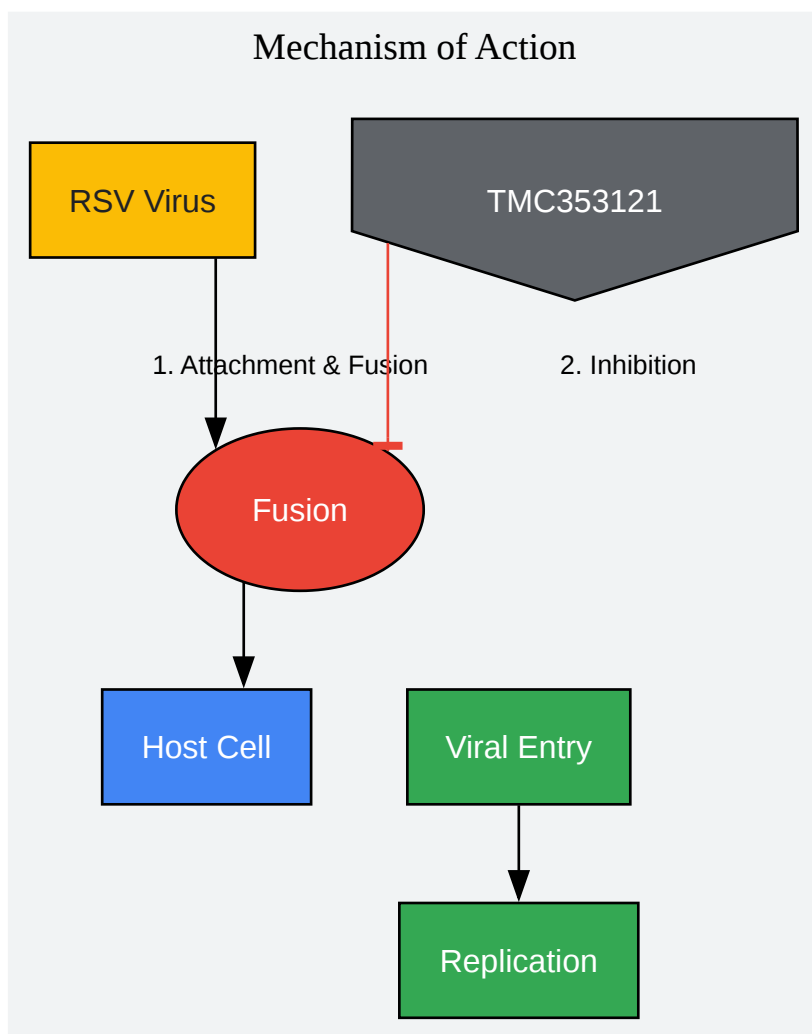 Mechanism of Action
RSV Virus
TMC353121
1. Attachment & Fusion
2. Inhibition
Fusion
Host Cell
Viral Entry
Replication